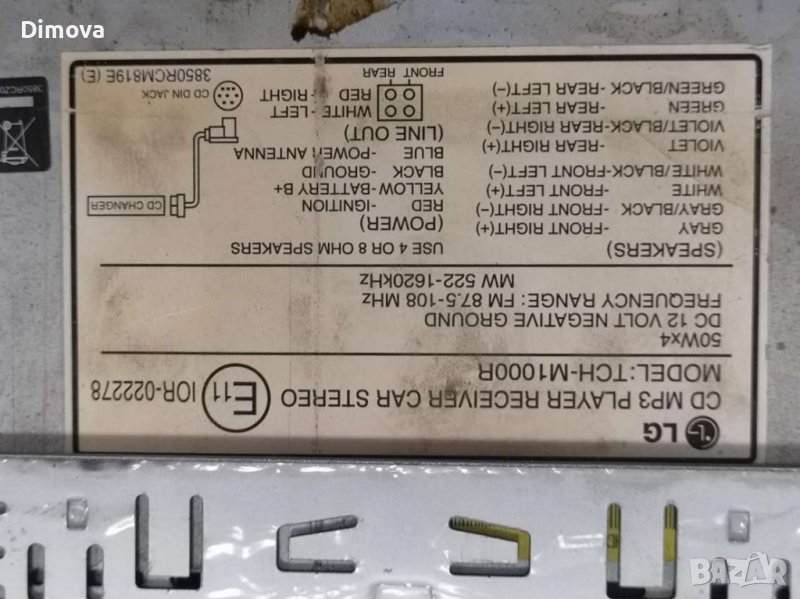 Dimova
LG
CD MP3 PLAYER RECEIVER CAR STEREO
MODEL:TCH-M1000R
E11 IOR-022278
50Wx4
DC 12 VOLT NEGATIVE GROUND
FREQUENCY RANGE: FM 87.5-108 MHz
MW 522-1620kHz
(SPEAKERS)
GRAY -FRONT RIGHT(+)
GRAY/BLACK -FRONT RIGHT(-)
WHITE -FRONT LEFT(+)
WHITE/BLACK-FRONT LEFT(-)
VIOLET -REAR RIGHT(+)
VIOLET/BLACK-REAR RIGHT(-)
GREEN -REAR LEFT(+)
GREEN/BLACK-REAR LEFT(-)
USE 4 OR 8 OHM SPEAKERS
(POWER)
RED -IGNITION
YELLOW-BATTERY B+
BLACK -GROUND
BLUE -POWER ANTENNA
(LINE OUT)
WHITE - LEFT
RED - RIGHT
FRONT REAR
CD CHANGER
CD DIN JACK
3850RCM819E (E)
BAZAR